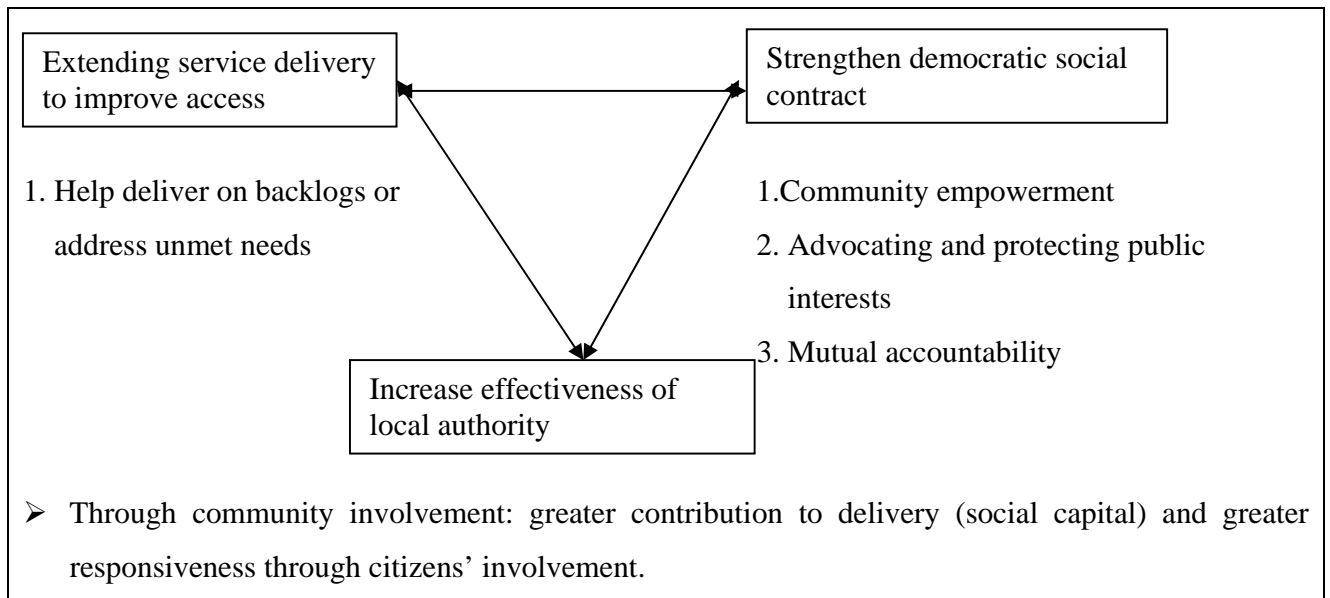 Extending service delivery
to improve access
Strengthen democratic social
contract
1. Help deliver on backlogs or
address unmet needs
1.Community empowerment
2. Advocating and protecting public
interests
3. Mutual accountability
Increase effectiveness of
local authority
➢ Through community involvement: greater contribution to delivery (social capital) and greater
responsiveness through citizens’ involvement.